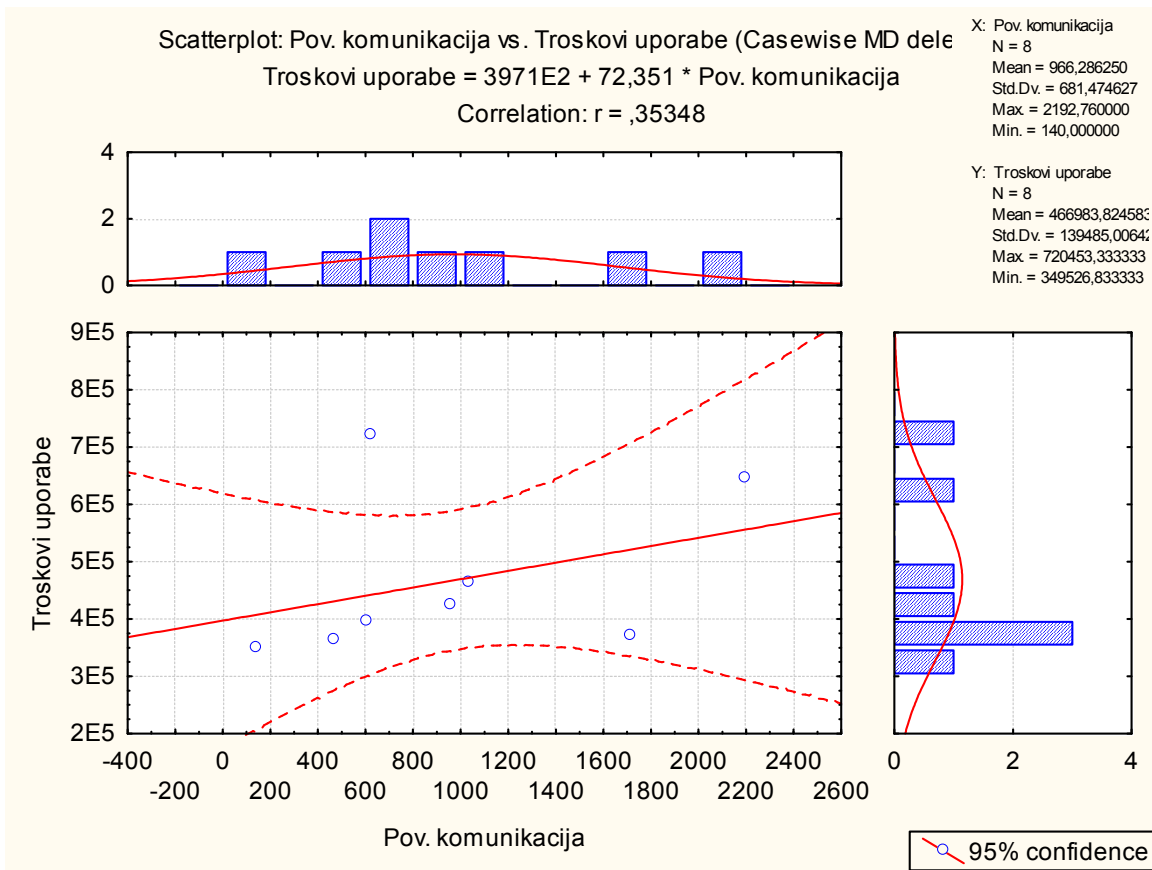 Scatterplot: Pov. komunikacija vs. Troskovi uporabe (Casewise MD dele
Troskovi uporabe = 3971E2 + 72,351 * Pov. komunikacija
Correlation: r = ,35348
X: Pov. komunikacija
N = 8
Mean = 966,286250
Std.Dv. = 681,474627
Max. = 2192,760000
Min. = 140,000000
Y: Troskovi uporabe
N = 8
Mean = 466983,824583
Std.Dv. = 139485,00642
Max. = 720453,333333
Min. = 349526,833333
4
2
0
9E5
8E5
7E5
6E5
5E5
4E5
3E5
2E5
Troskovi uporabe
-400 0 400 800 1200 1600 2000 2400
-200 200 600 1000 1400 1800 2200 2600
Pov. komunikacija
0 2 4
95% confidence